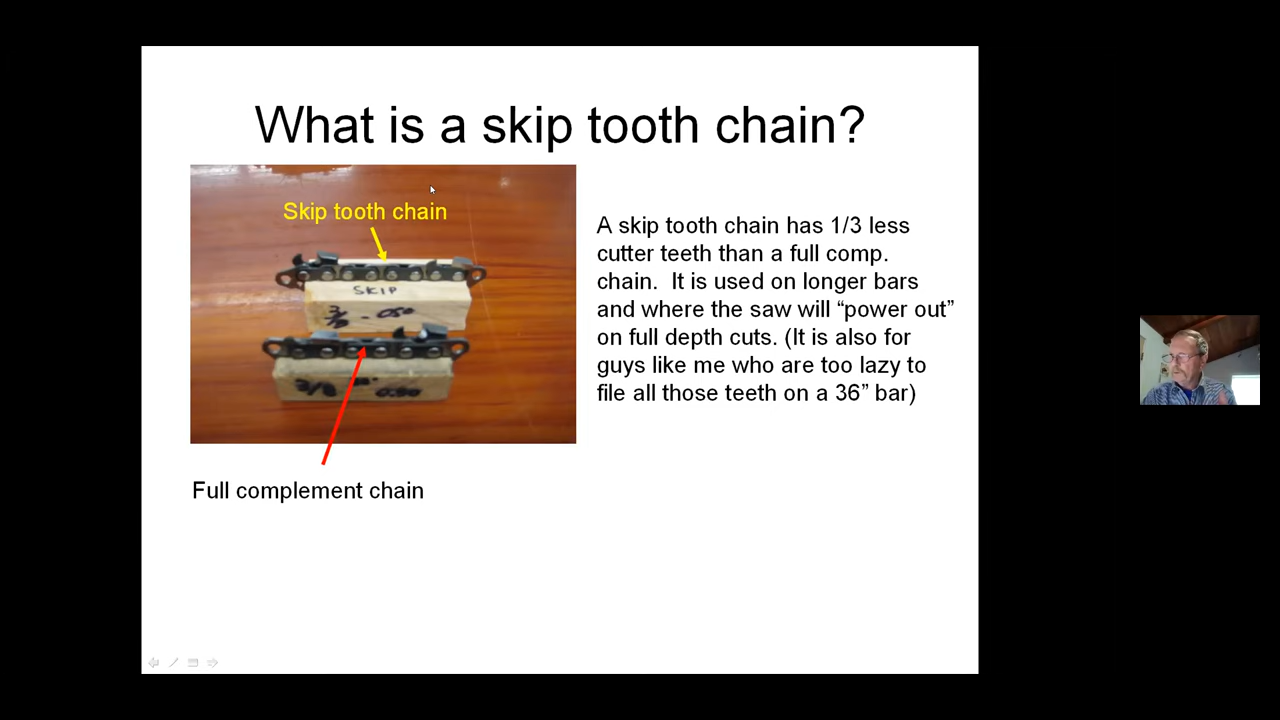 What is a skip tooth chain?
Skip tooth chain
SKIP
3/8 - .050
Full complement chain
A skip tooth chain has 1/3 less
cutter teeth than a full comp.
chain.  It is used on longer bars
and where the saw will “power out”
on full depth cuts. (It is also for
guys like me who are too lazy to
file all those teeth on a 36” bar)